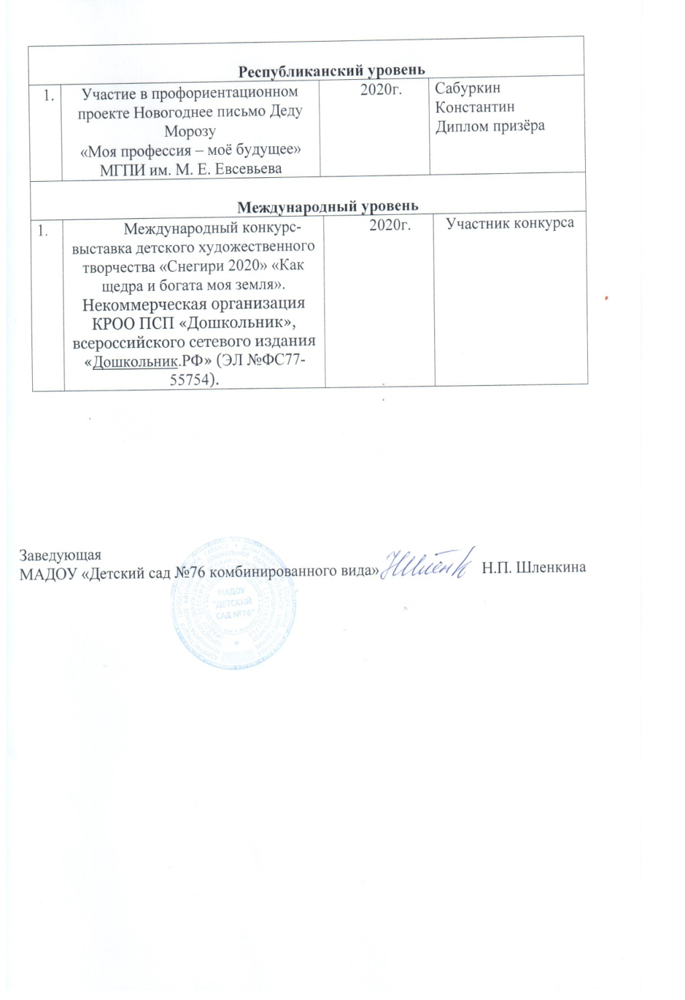 Республиканский уровень
1. Участие в профориентационном 2020г. Сабуркин
проекте Новогоднее письмо Деду Константин
Морозу Диплом призёра
«Моя профессия – моё будущее»
МГПИ им. М. Е. Евсевьева
Международный уровень
1. Международный конкурс- 2020г. Участник конкурса
выставка детского художественного
творчества «Снегири 2020» «Как
щедра и богата моя земля».
Некоммерческая организация
КРОО ПСП «Дошкольник»,
всероссийского сетевого издания
«Дошкольник.РФ» (ЭЛ №ФС77-
55754).
Заведующая
МАДОУ «Детский сад №76 комбинированного вида» Н.П. Шленкина
МАДОУ
"ДЕТСКИЙ
САД №76"